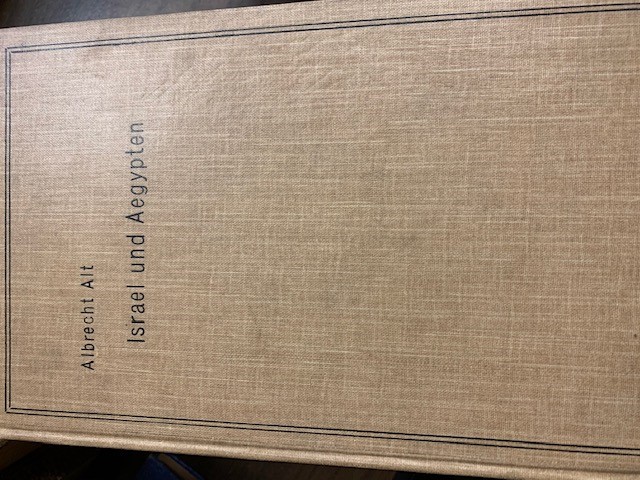 Albrecht Alt
Israel und Aegypten